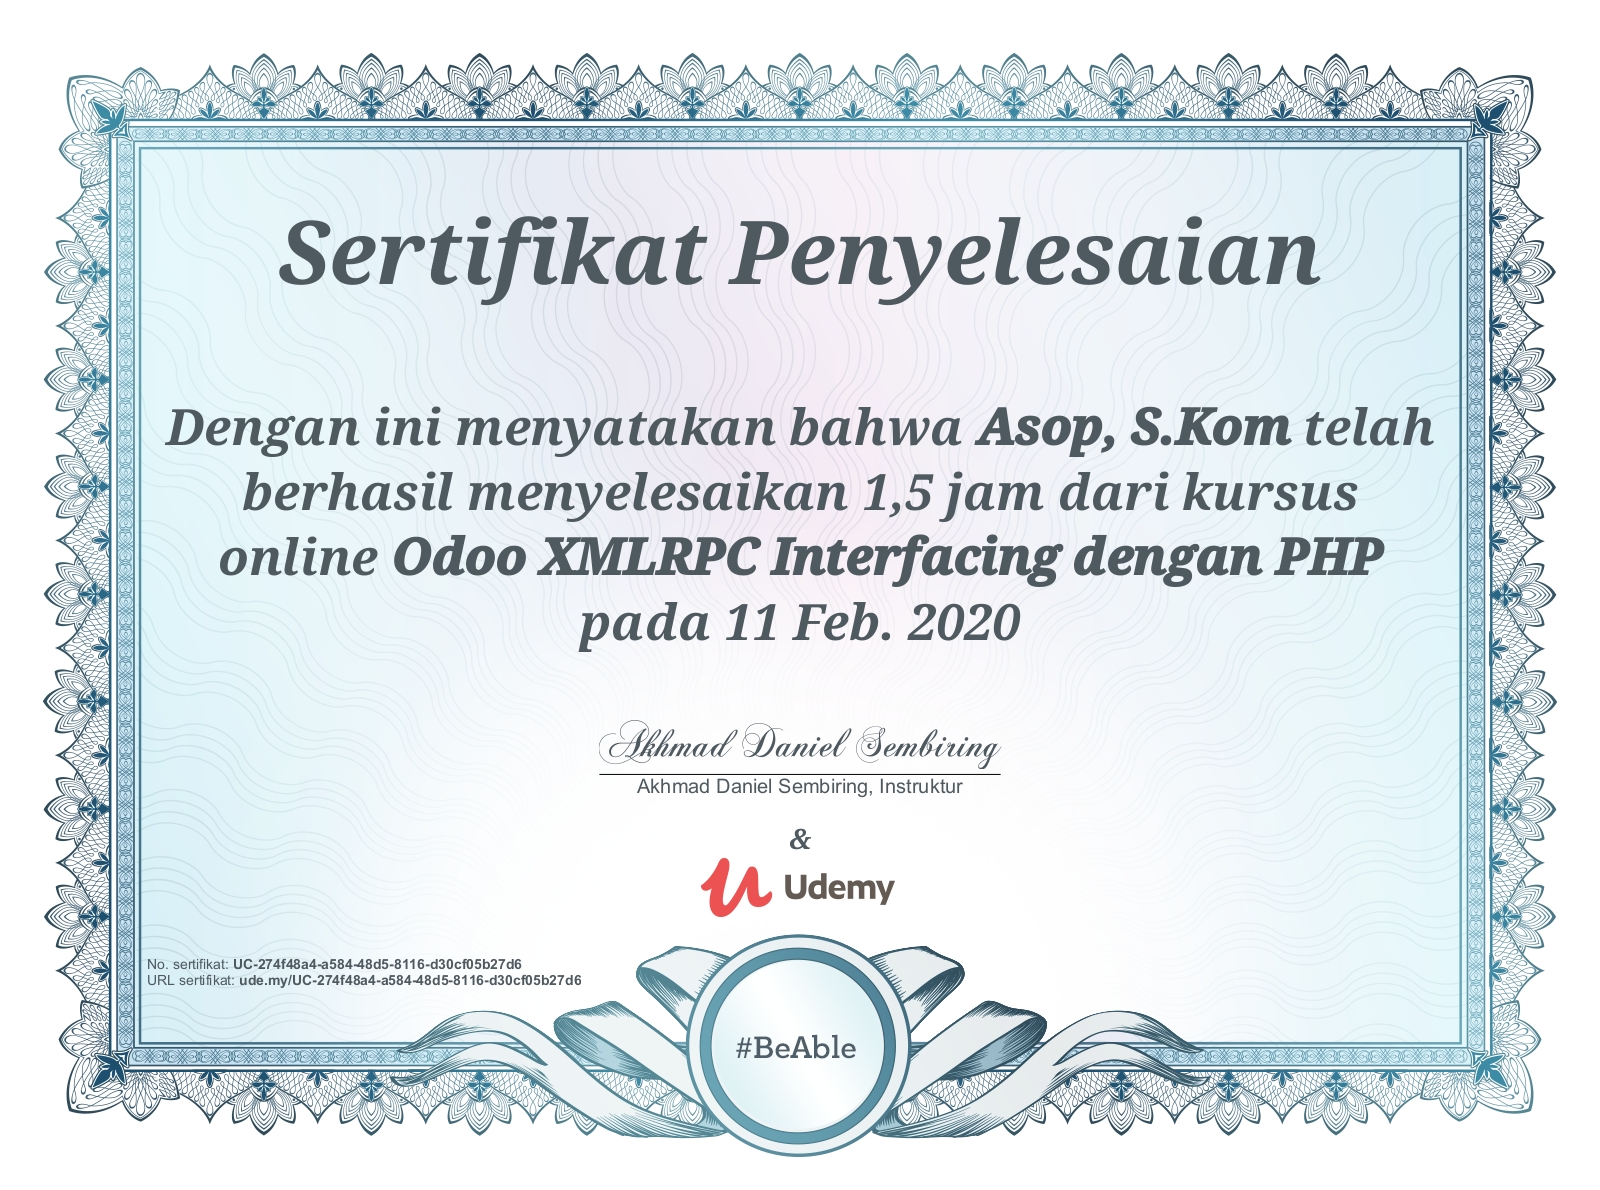 Sertifikat Penyelesaian
Dengan ini menyatakan bahwa Asop, S.Kom telah
berhasil menyelesaikan 1,5 jam dari kursus
online Odoo XMLRPC Interfacing dengan PHP
pada 11 Feb. 2020
Akhmad Daniel Sembiring
Akhmad Daniel Sembiring, Instruktur
&
Udemy
No. sertifikat: UC-274f48a4-a584-48d5-8116-d30cf05b27d6
URL sertifikat: ude.my/UC-274f48a4-a584-48d5-8116-d30cf05b27d6
#BeAble